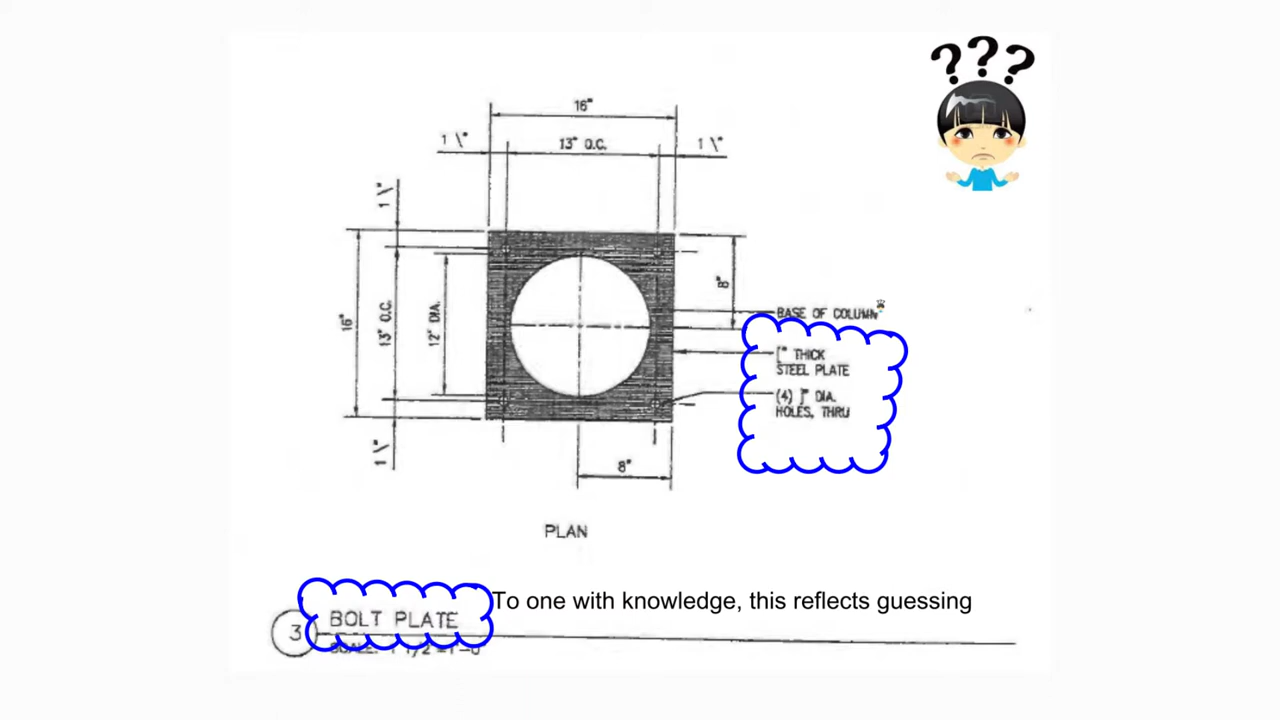 ???
16"
13" O.C.
1 \"
1 \"
1 \"
16"
13" O.C.
12" DIA.
8"
BASE OF COLUMN
[" THICK
STEEL PLATE
(4) ]" DIA.
HOLES, THRU
1 \"
8"
PLAN
To one with knowledge, this reflects guessing
3
BOLT PLATE